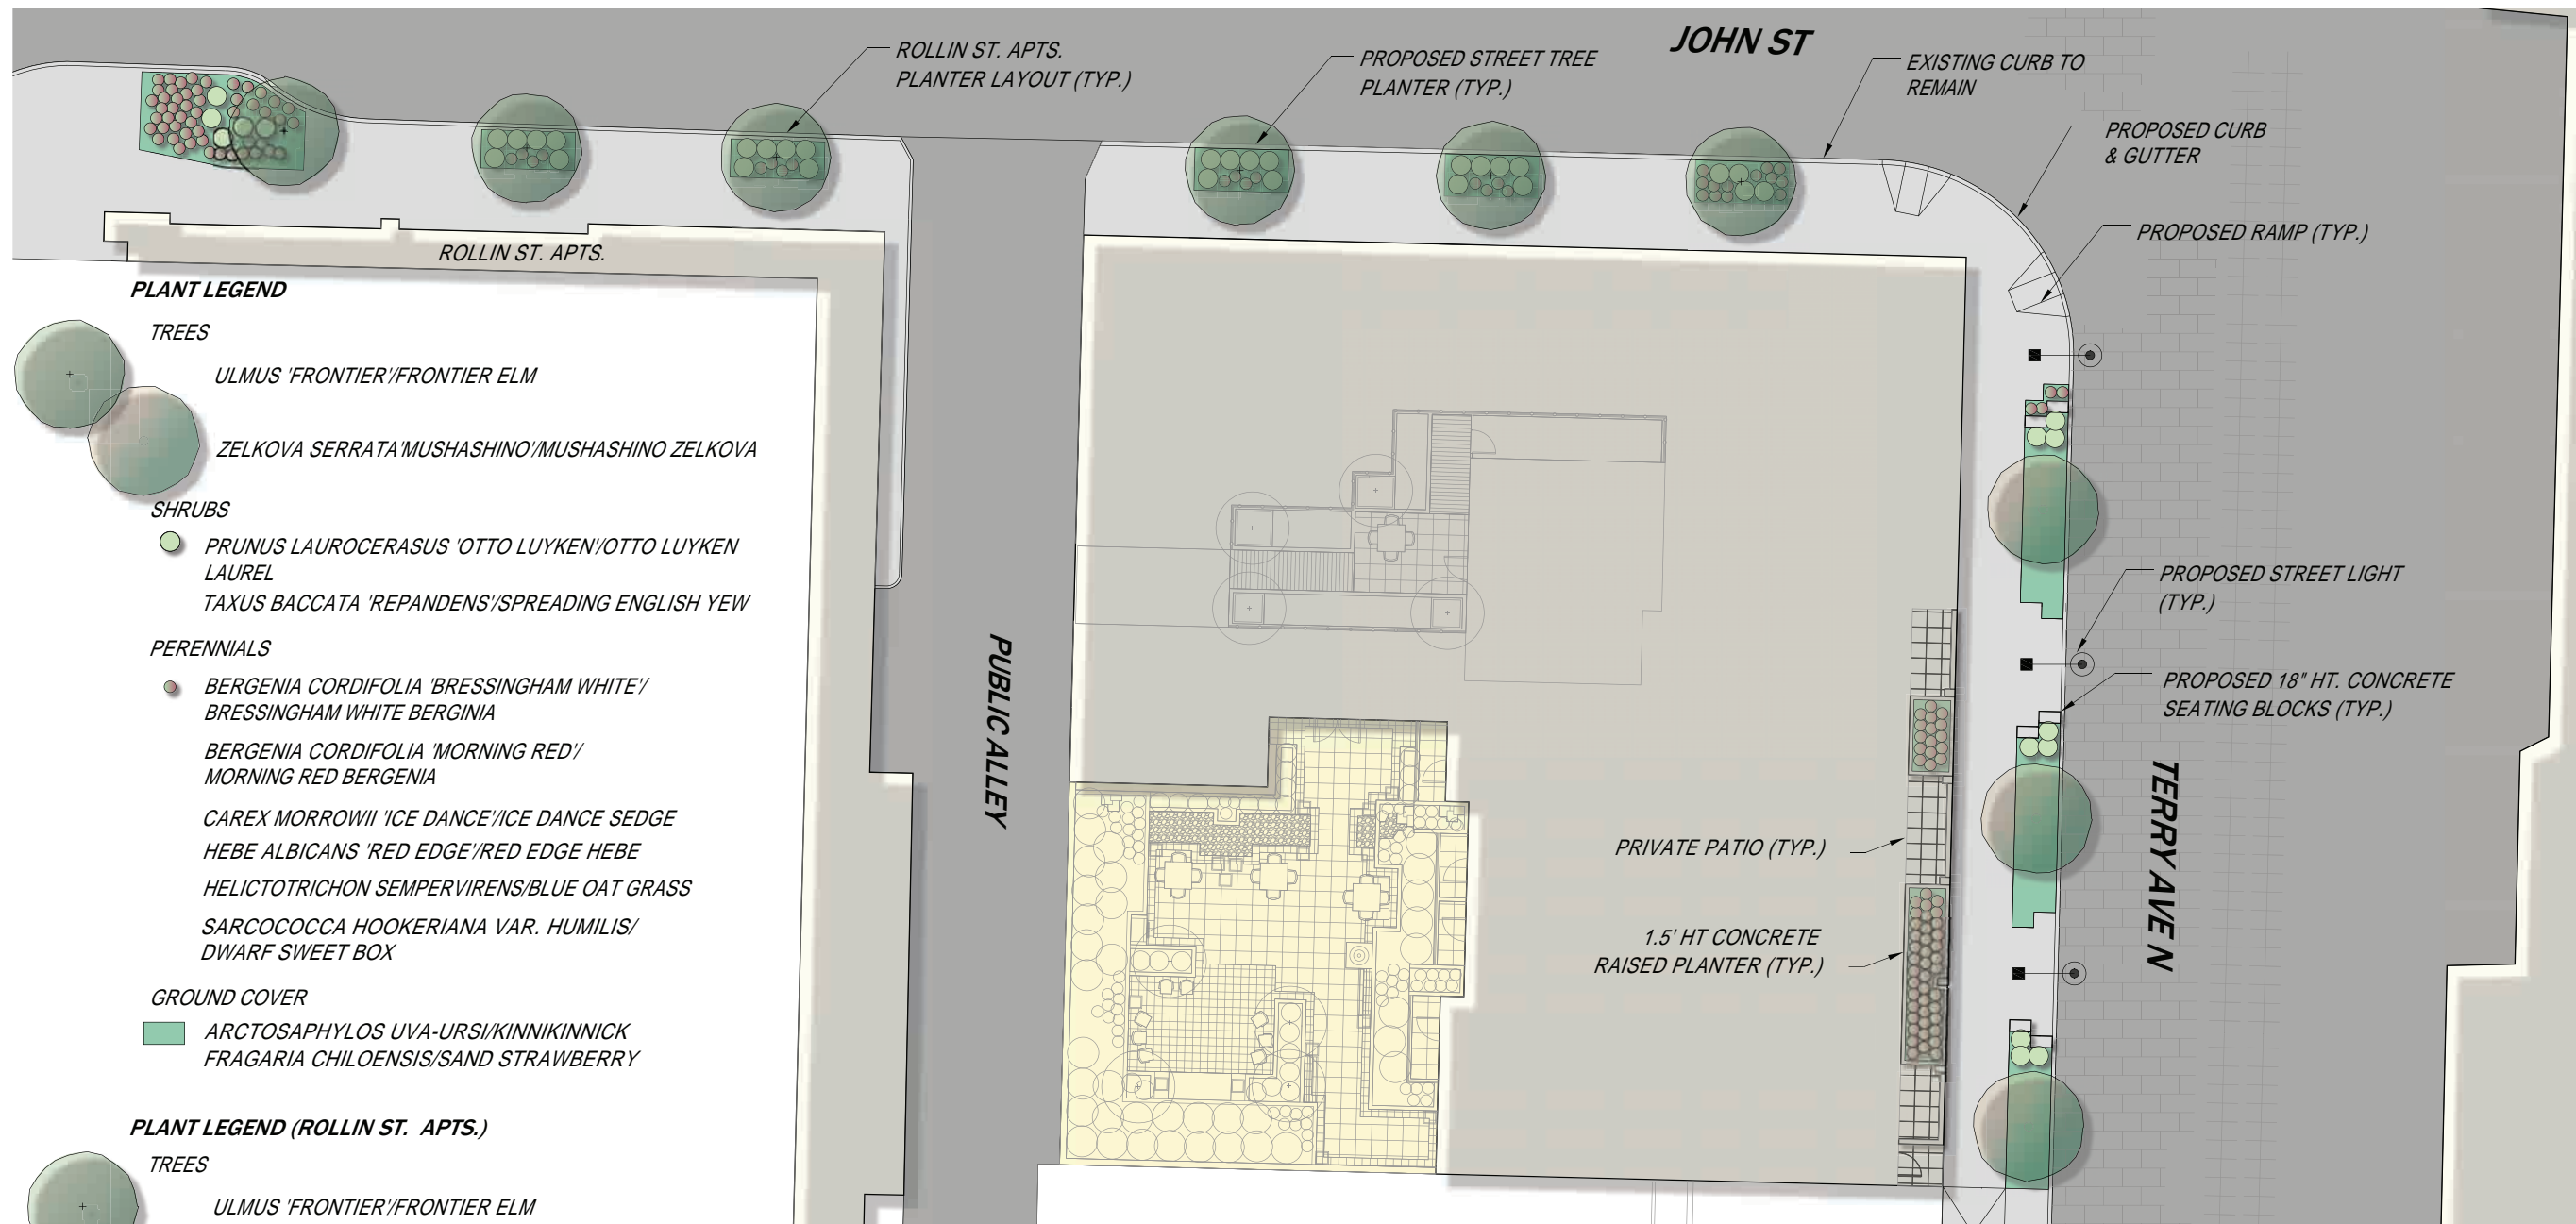 JOHN ST
ROLLIN ST. APTS.
PLANTER LAYOUT (TYP.)
PROPOSED STREET TREE
PLANTER (TYP.)
EXISTING CURB TO
REMAIN
PROPOSED CURB
& GUTTER
PROPOSED RAMP (TYP.)
ROLLIN ST. APTS.
PLANT LEGEND
TREES
ULMUS 'FRONTIER'/FRONTIER ELM
ZELKOVA SERRATA'MUSHASHINO'/MUSHASHINO ZELKOVA
SHRUBS
PRUNUS LAUROCERASUS 'OTTO LUYKEN'/OTTO LUYKEN
LAUREL
TAXUS BACCATA 'REPANDENS'/SPREADING ENGLISH YEW
PERENNIALS
BERGENIA CORDIFOLIA 'BRESSINGHAM WHITE'/
BRESSINGHAM WHITE BERGINIA
BERGENIA CORDIFOLIA 'MORNING RED'/
MORNING RED BERGENIA
CAREX MORROWII 'ICE DANCE'/ICE DANCE SEDGE
HEBE ALBICANS 'RED EDGE'/RED EDGE HEBE
HELICTOTRICHON SEMPERVIRENS/BLUE OAT GRASS
SARCOCOCCA HOOKERIANA VAR. HUMILIS/
DWARF SWEET BOX
GROUND COVER
ARCTOSAPHYLOS UVA-URSI/KINNIKINNICK
FRAGARIA CHILOENSIS/SAND STRAWBERRY
PLANT LEGEND (ROLLIN ST. APTS.)
TREES
ULMUS 'FRONTIER'/FRONTIER ELM
PUBLIC ALLEY
PROPOSED STREET LIGHT
(TYP.)
PROPOSED 18" HT. CONCRETE
SEATING BLOCKS (TYP.)
PRIVATE PATIO (TYP.)
1.5' HT CONCRETE
RAISED PLANTER (TYP.)
TERRY AVE N